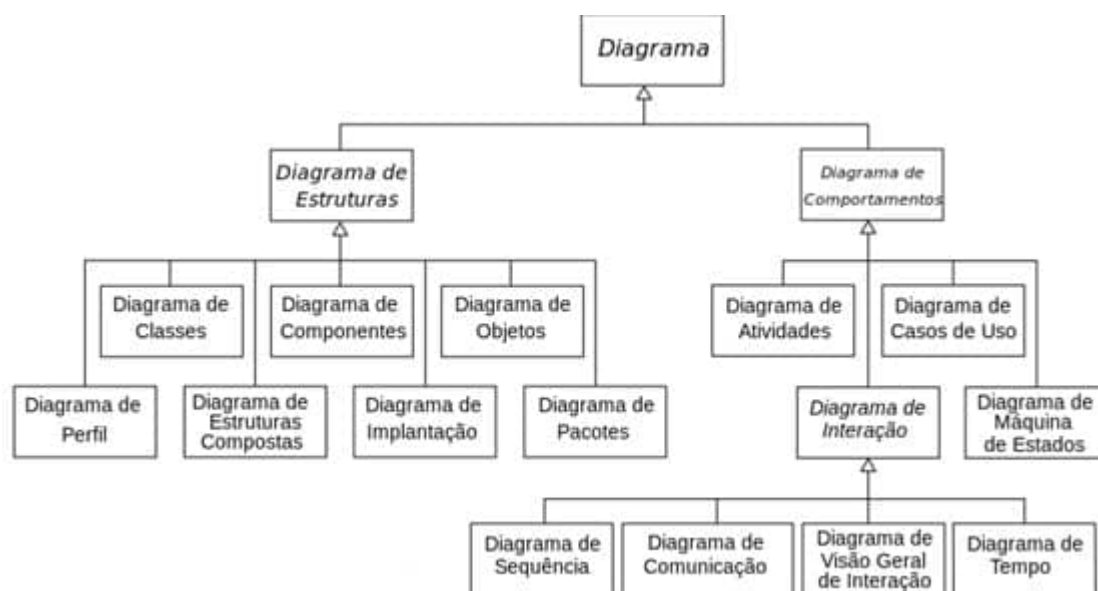 Diagrama
Diagrama de
Estruturas
Diagrama de
Comportamentos
Diagrama de
Classes
Diagrama de
Componentes
Diagrama de
Objetos
Diagrama de
Atividades
Diagrama de
Casos de Uso
Diagrama de
Perfil
Diagrama de
Estruturas
Compostas
Diagrama de
Implantação
Diagrama de
Pacotes
Diagrama de
Interação
Diagrama de
Máquina
de Estados
Diagrama de
Sequência
Diagrama de
Comunicação
Diagrama de
Visão Geral
de Interação
Diagrama de
Tempo